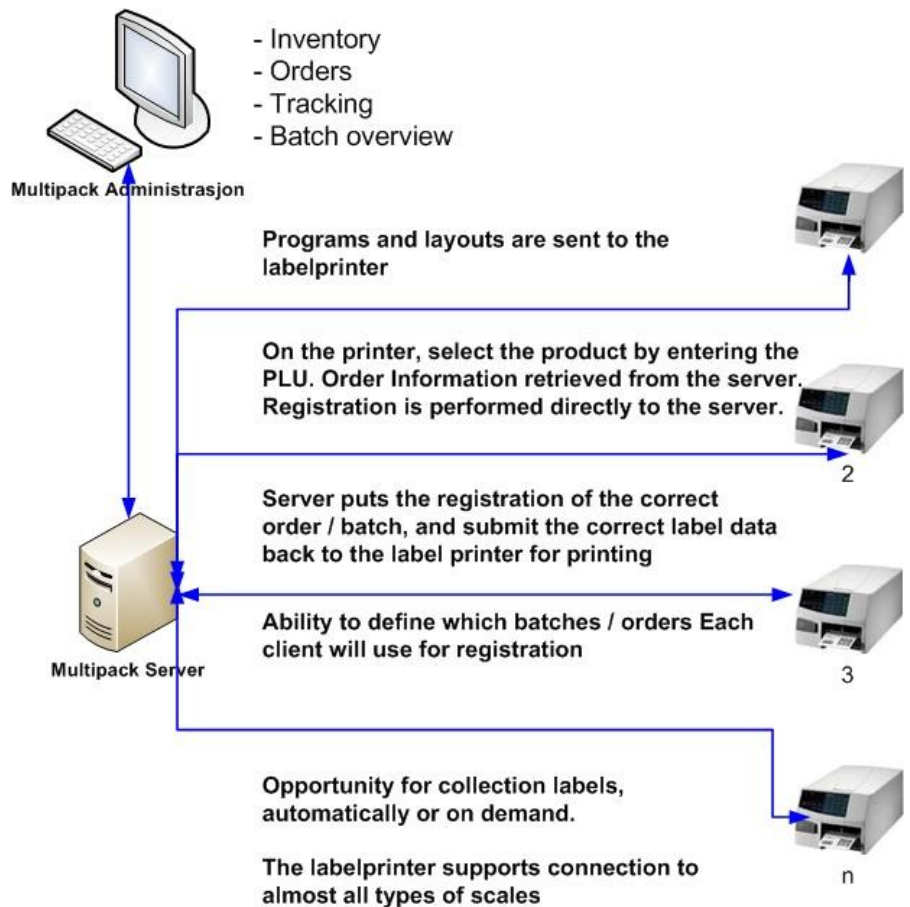 - Inventory
- Orders
- Tracking
- Batch overview
Multipack Administrasjon
Programs and layouts are sent to the
labelprinter
On the printer, select the product by entering the
PLU. Order Information retrieved from the server.
Registration is performed directly to the server.
2
Server puts the registration of the correct
order / batch, and submit the correct label data
back to the label printer for printing
Ability to define which batches / orders Each
client will use for registration
3
Multipack Server
Opportunity for collection labels,
automatically or on demand.
The labelprinter supports connection to
almost all types of scales
n